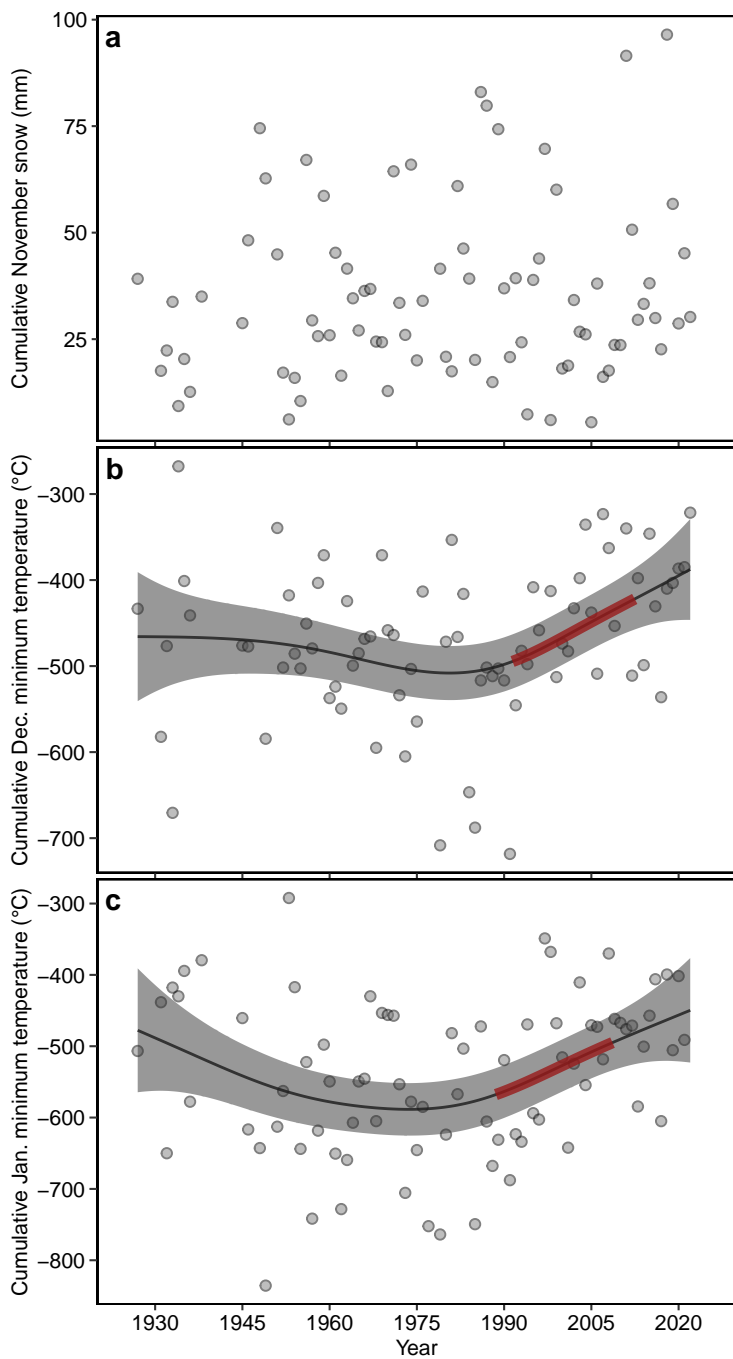 a
Cumulative November snow (mm)
100
75
50
25
b
Cumulative Dec. minimum temperature (°C)
−300
−400
−500
−600
−700
c
Cumulative Jan. minimum temperature (°C)
−300
−400
−500
−600
−700
−800
1930 1945 1960 1975 1990 2005 2020
Year